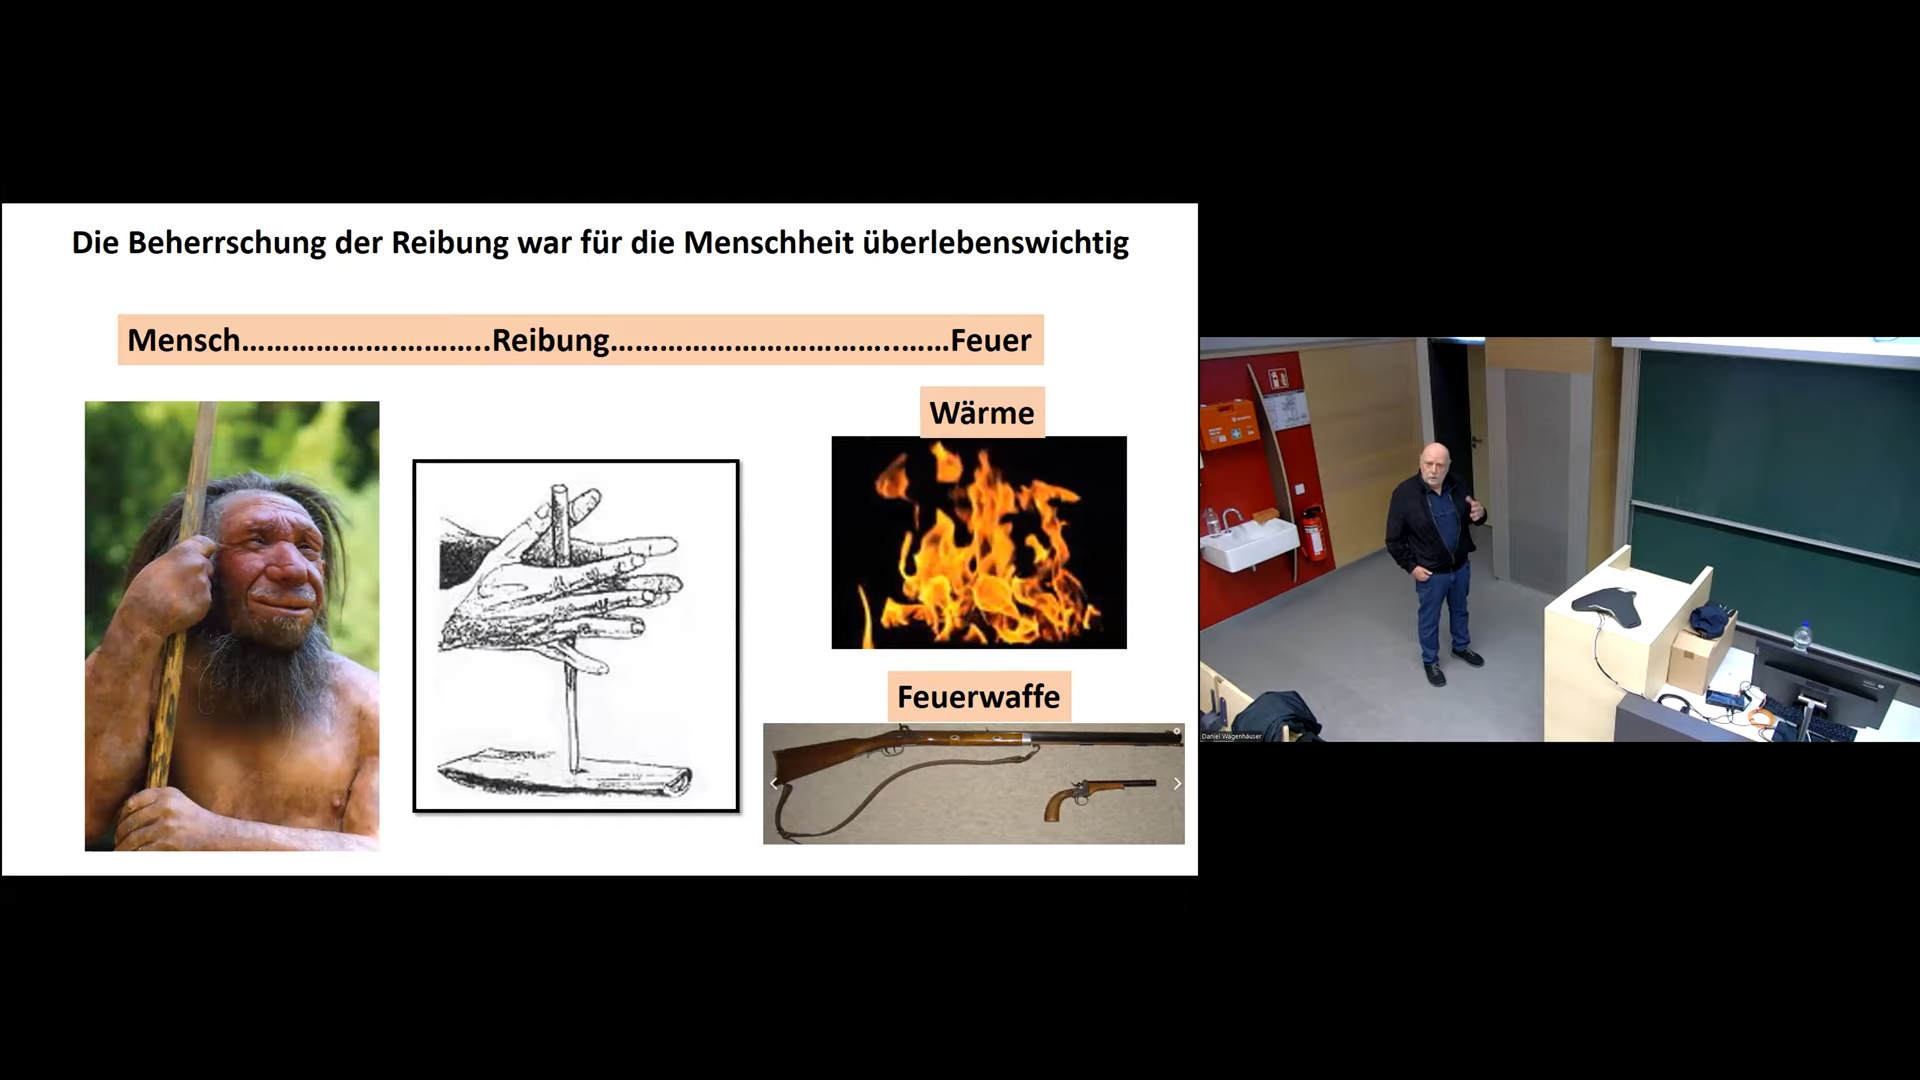 Die Beherrschung der Reibung war für die Menschheit überlebenswichtig
Mensch……………….………..Reibung………………………….…..……Feuer
Wärme
Feuerwaffe
Daniel Wagenhäuser